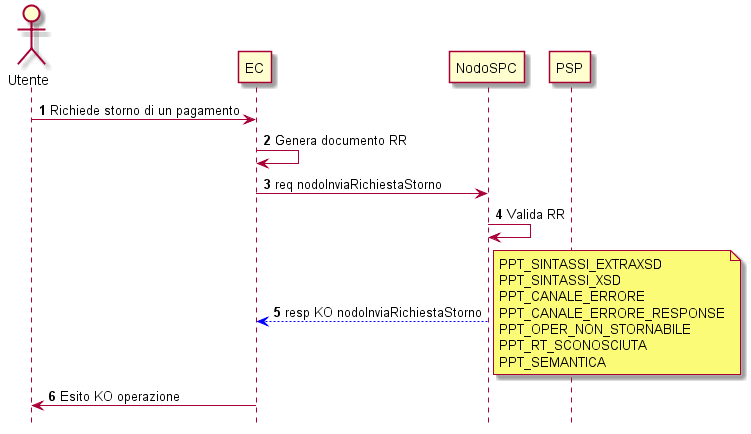 Utente
EC
NodoSPC
PSP
1 Richiede storno di un pagamento
2 Genera documento RR
3 req nodoInviaRichiestaStorno
4 Valida RR
PPT_SINTASSI_EXTRAXSD
PPT_SINTASSI_XSD
PPT_CANALE_ERRORE
PPT_CANALE_ERRORE_RESPONSE
PPT_OPER_NON_STORNABILE
PPT_RT_SCONOSCIUTA
PPT_SEMANTICA
5 resp KO nodoInviaRichiestaStorno
6 Esito KO operazione